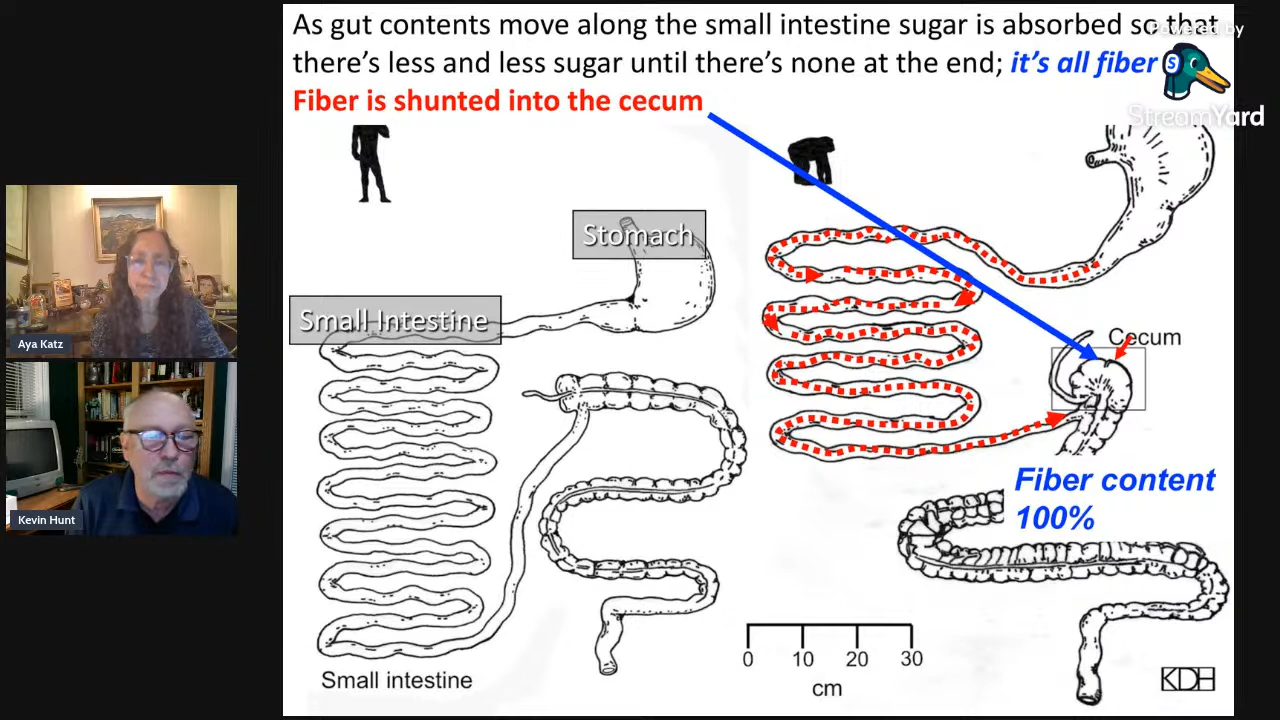 As gut contents move along the small intestine sugar is absorbed so that
there's less and less sugar until there's none at the end; it's all fiber
Fiber is shunted into the cecum
Powered by
S
StreamYard
Stomach
Small Intestine
Cecum
Aya Katz
Kevin Hunt
Fiber content
100%
0 10 20 30
cm
Small intestine
KDH